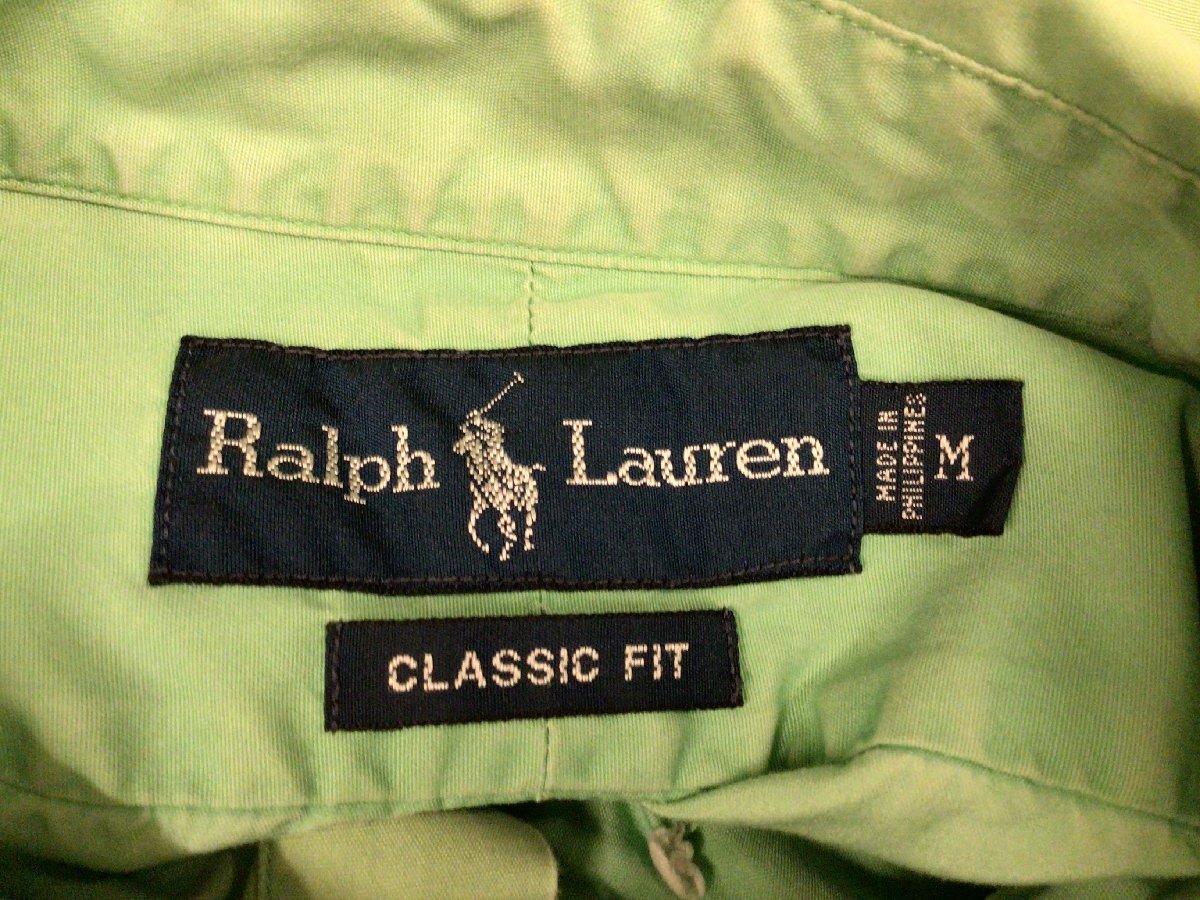 Ralph Lauren
MADE IN
PHILIPPINES
M
CLASSIC FIT